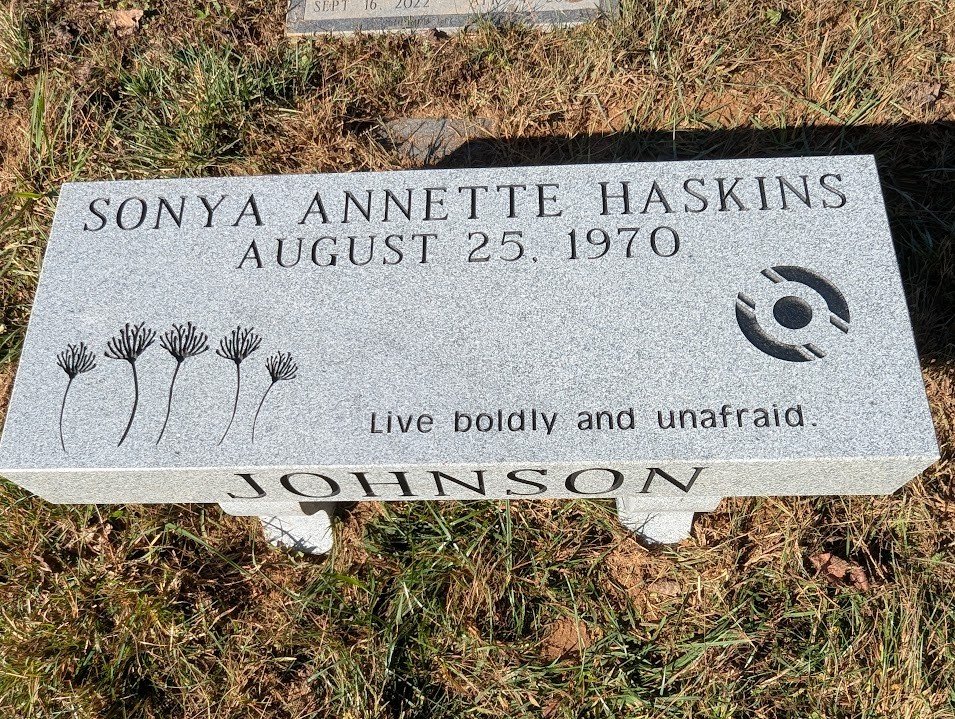 SEPT 16, 2022
SONYA ANNETTE HASKINS
AUGUST 25, 1970
Live boldly and unafraid.
JOHNSON